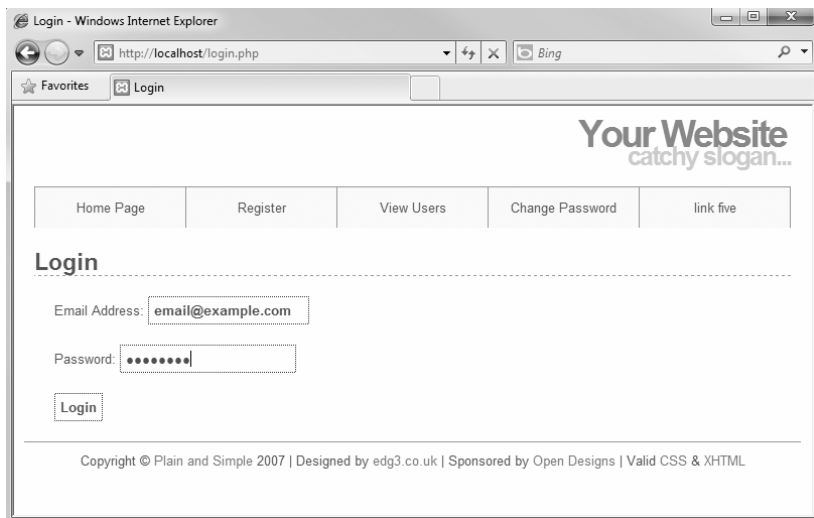 Login - Windows Internet Explorer
http://localhost/login.php
Bing
Favorites
Login
Your Website
catchy slogan...
Home Page
Register
View Users
Change Password
link five
Login
Email Address: email@example.com
Password: ••••••••
Login
Copyright © Plain and Simple 2007 | Designed by edg3.co.uk | Sponsored by Open Designs | Valid CSS & XHTML